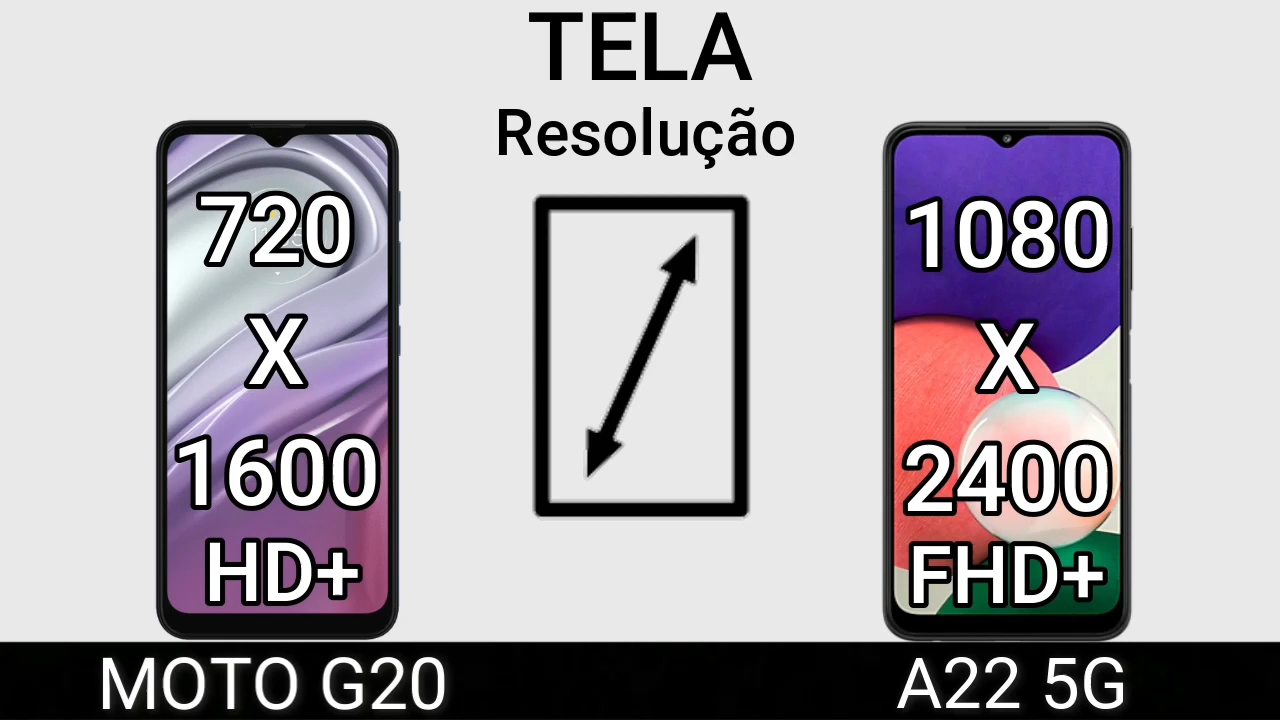 TELA
Resolução
720
X
1600
HD+
1080
X
2400
FHD+
MOTO G20
A22 5G